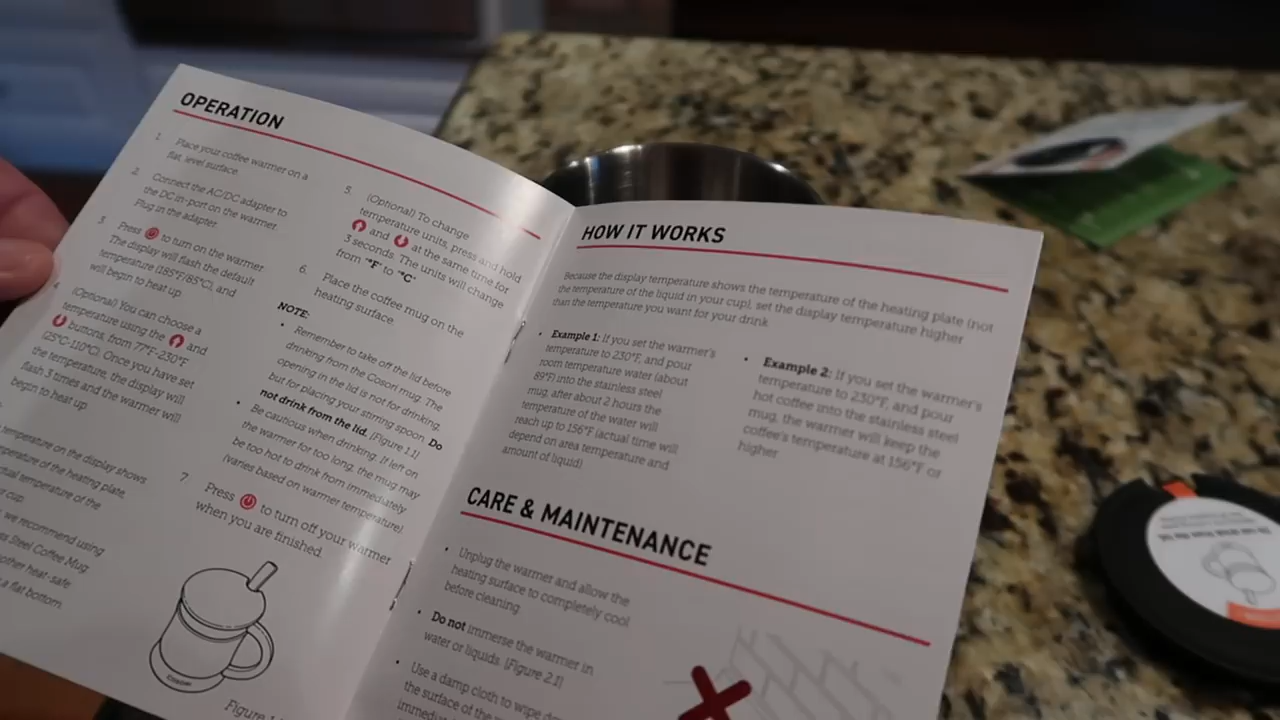 OPERATION
1. Place your coffee warmer on a
flat, level surface.
2. Connect the AC/DC adapter to
the DC in-port on the warmer.
Plug in the adapter.
3. Press to turn on the warmer.
The display will flash the default
temperature (185°F/85°C), and
will begin to heat up.
4. (Optional) You can choose a
temperature using the and
buttons, from 77°F-230°F
(25°C-110°C). Once you have set
the temperature, the display will
flash 3 times and the warmer will
begin to heat up.
temperature on the display shows
temperature of the heating plate,
actual temperature of the
r cup.
we recommend using
Steel Coffee Mug
other heat-safe
a flat bottom.
5. (Optional) To change
temperature units, press and hold
and at the same time for
3 seconds. The units will change
from "°F" to "°C"
6. Place the coffee mug on the
heating surface.
NOTE:
• Remember to take off the lid before
drinking from the Cosori mug. The
opening in the lid is not for drinking,
but for placing your stirring spoon. Do
not drink from the lid. [Figure 1.1]
• Be cautious when drinking. If left on
the warmer for too long, the mug may
be too hot to drink from immediately
(varies based on warmer temperature).
7. Press to turn off your warmer
when you are finished.
COSORI
Figure 1.1
HOW IT WORKS
Because the display temperature shows the temperature of the heating plate (not
the temperature of the liquid in your cup), set the display temperature higher
than the temperature you want for your drink.
• Example 1: If you set the warmer's
temperature to 230°F, and pour
room temperature water (about
89°F) into the stainless steel
mug, after about 2 hours the
temperature of the water will
reach up to 156°F (actual time will
depend on area temperature and
amount of liquid)
• Example 2: If you set the warmer's
temperature to 230°F, and pour
hot coffee into the stainless steel
mug, the warmer will keep the
coffee's temperature at 156°F or
higher
CARE & MAINTENANCE
• Unplug the warmer and allow the
heating surface to completely cool
before cleaning
• Do not immerse the warmer in
water or liquids. [Figure 2.1]
• Use a damp cloth to wipe
the surface of the